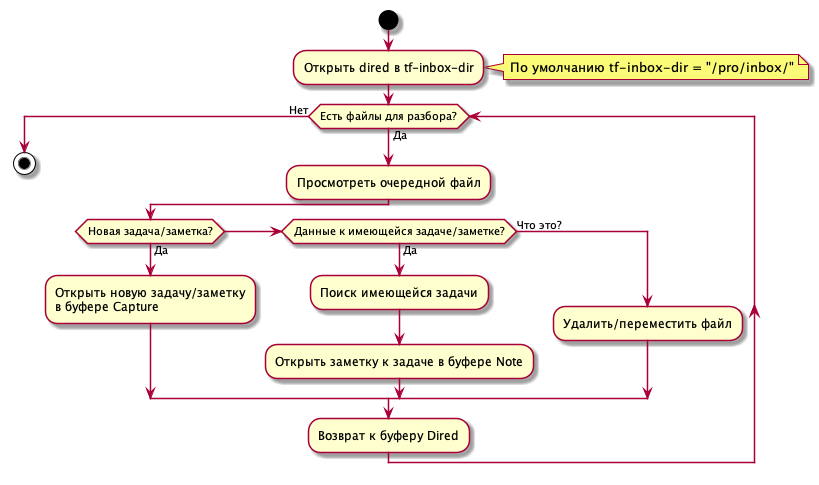 Открыть dired в tf-inbox-dir
По умолчанию tf-inbox-dir = "/pro/inbox/"
Нет
Есть файлы для разбора?
Да
Просмотреть очередной файл
Новая задача/заметка?
Данные к имеющейся задаче/заметке?
Что это?
Да
Да
Открыть новую задачу/заметку
в буфере Capture
Поиск имеющейся задачи
Удалить/переместить файл
Открыть заметку к задаче в буфере Note
Возврат к буферу Dired